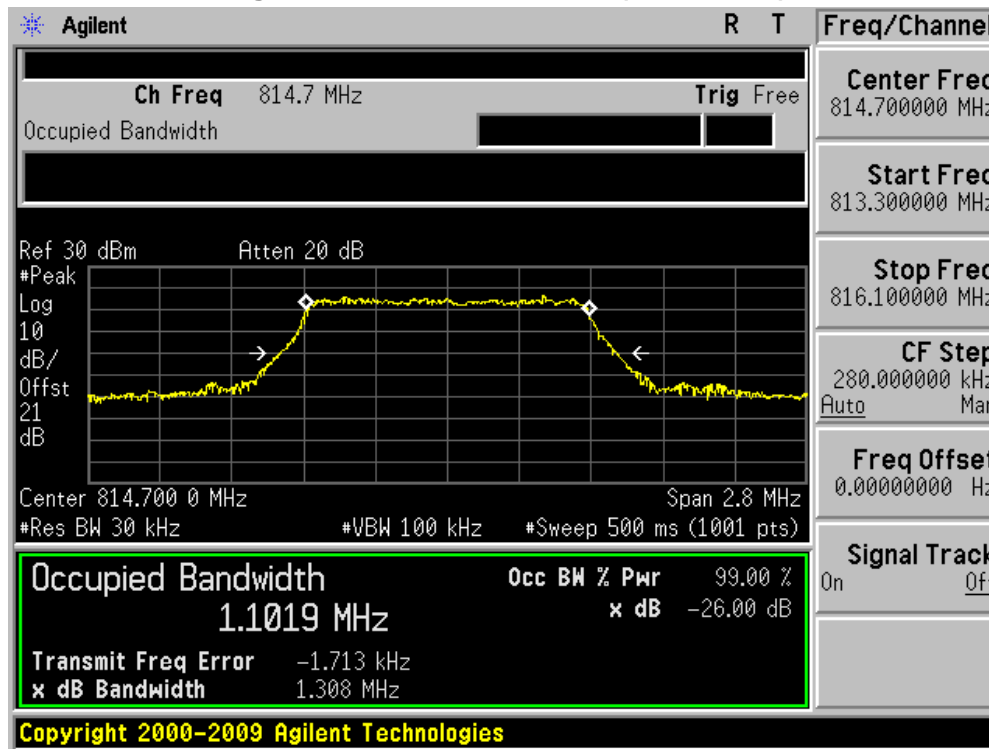 Agilent R T Freq/Channel
Ch Freq 814.7 MHz Trig Free
Occupied Bandwidth
Center Freq
814.700000 MHz
Start Freq
813.300000 MHz
Stop Freq
816.100000 MHz
CF Step
280.000000 kHz
Auto Man
Freq Offset
0.00000000 Hz
Signal Track
On Off
Ref 30 dBm Atten 20 dB
#Peak
Log
10
dB/
Offst
21
dB
Center 814.700 0 MHz Span 2.8 MHz
#Res BW 30 kHz #VBW 100 kHz #Sweep 500 ms (1001 pts)
Occupied Bandwidth Occ BW % Pwr 99.00 %
1.1019 MHz x dB -26.00 dB
Transmit Freq Error -1.713 kHz
x dB Bandwidth 1.308 MHz
Copyright 2000-2009 Agilent Technologies